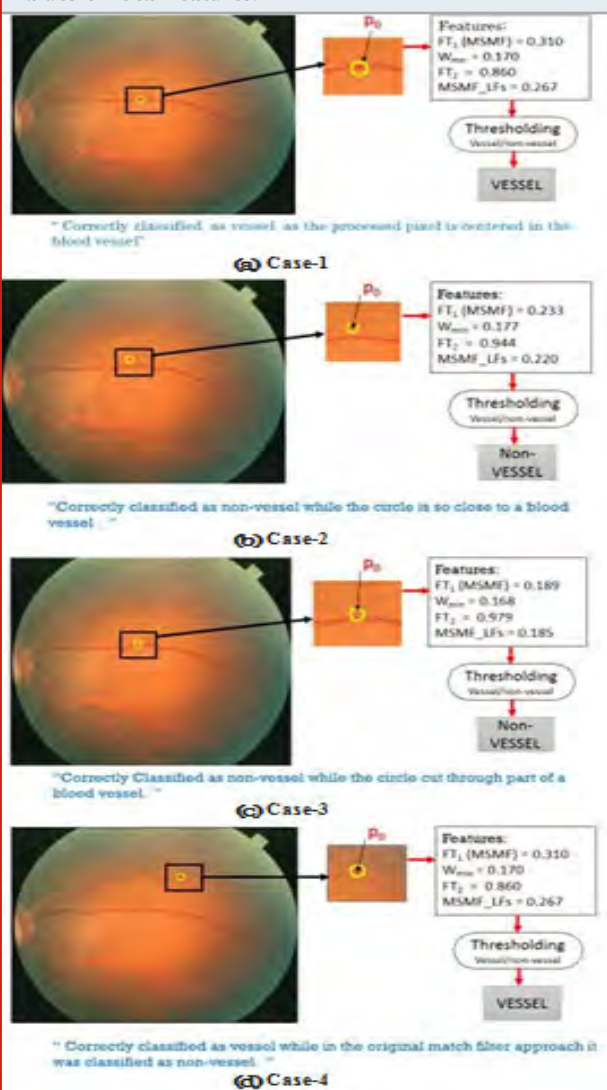 p₀
Features:
FT₁ (MSMF) = 0.310
Wₘᵢₙ = 0.170
FT₂ = 0.860
MSMF_LFs = 0.267
Thresholding
Vessel/non-vessel
VESSEL
" Correctly classified as vessel as the processed pixel is centered in the
blood vessel"
(a) Case-1
p₀
Features:
FT₁ (MSMF) = 0.233
Wₘᵢₙ = 0.177
FT₂ = 0.944
MSMF_LFs = 0.220
Thresholding
Vessel/non-vessel
Non-
VESSEL
"Correctly classified as non-vessel while the circle is so close to a blood
vessel . "
(b) Case-2
p₀
Features:
FT₁ (MSMF) = 0.189
Wₘᵢₙ = 0.168
FT₂ = 0.979
MSMF_LFs = 0.185
Thresholding
Vessel/non-vessel
Non-
VESSEL
"Correctly Classified as non-vessel while the circle cut through part of a
blood vessel. "
(c) Case-3
p₀
Features:
FT₁ (MSMF) = 0.310
Wₘᵢₙ = 0.170
FT₂ = 0.860
MSMF_LFs = 0.267
Thresholding
Vessel/non-vessel
VESSEL
" Correctly classified as vessel while in the original match filter approach it
was classified as non-vessel. "
(d) Case-4